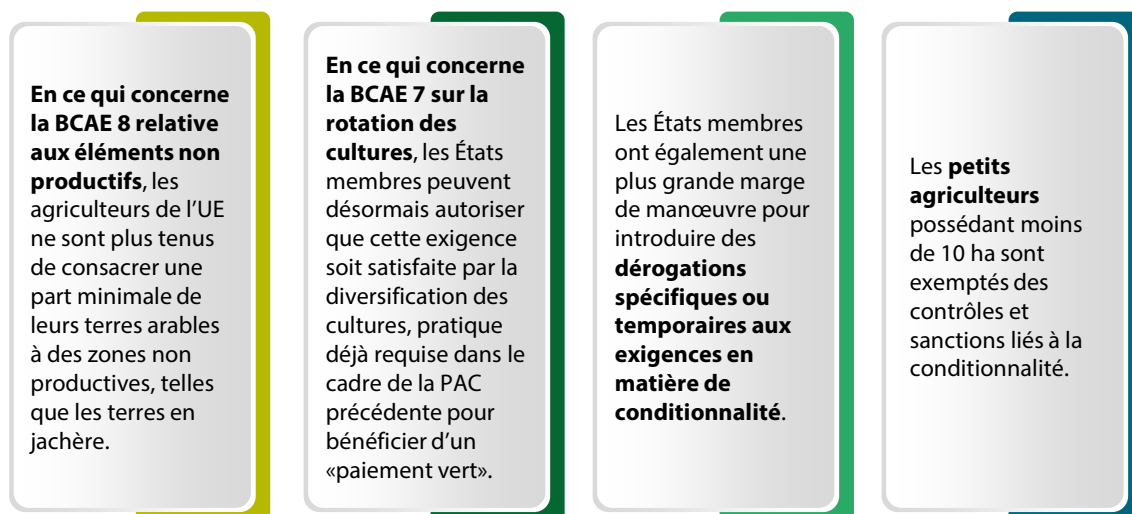 En ce qui concerne
la BCAE 8 relative
aux éléments non
productifs, les
agriculteurs de l’UE
ne sont plus tenus
de consacrer une
part minimale de
leurs terres arables
à des zones non
productives, telles
que les terres en
jachère.
En ce qui concerne
la BCAE 7 sur la
rotation des
cultures, les États
membres peuvent
désormais autoriser
que cette exigence
soit satisfaite par la
diversification des
cultures, pratique
déjà requise dans le
cadre de la PAC
précédente pour
bénéficier d’un
«paiement vert».
Les États membres
ont également une
plus grande marge
de manœuvre pour
introduire des
dérogations
spécifiques ou
temporaires aux
exigences en
matière de
conditionnalité.
Les petits
agriculteurs
possédant moins
de 10 ha sont
exemptés des
contrôles et
sanctions liés à la
conditionnalité.